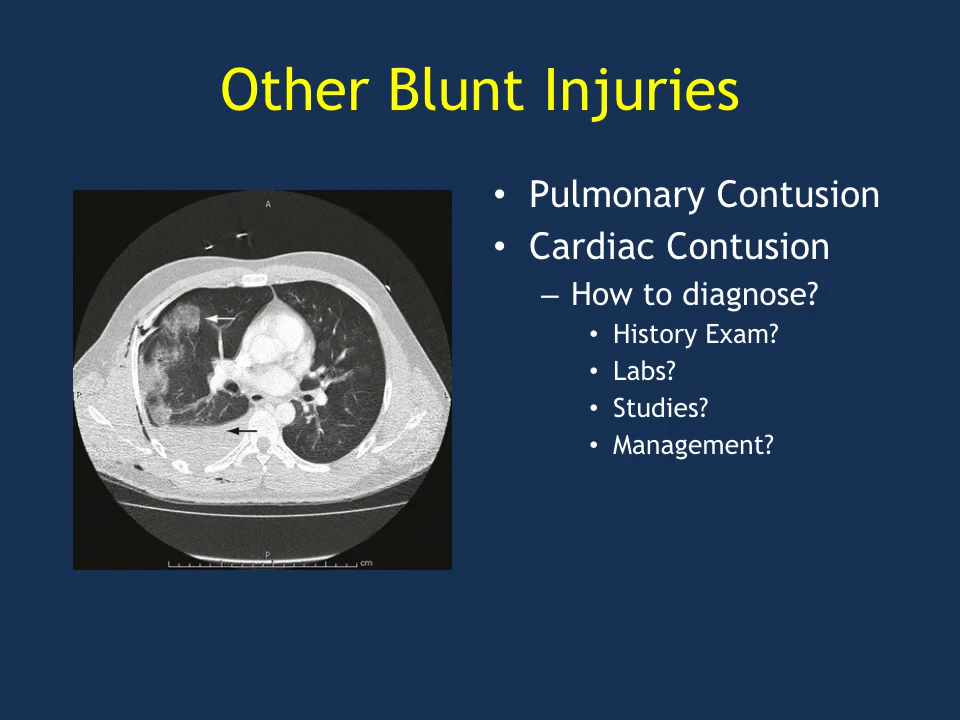 Other Blunt Injuries
A
P
cm
• Pulmonary Contusion
• Cardiac Contusion
– How to diagnose?
• History Exam?
• Labs?
• Studies?
• Management?